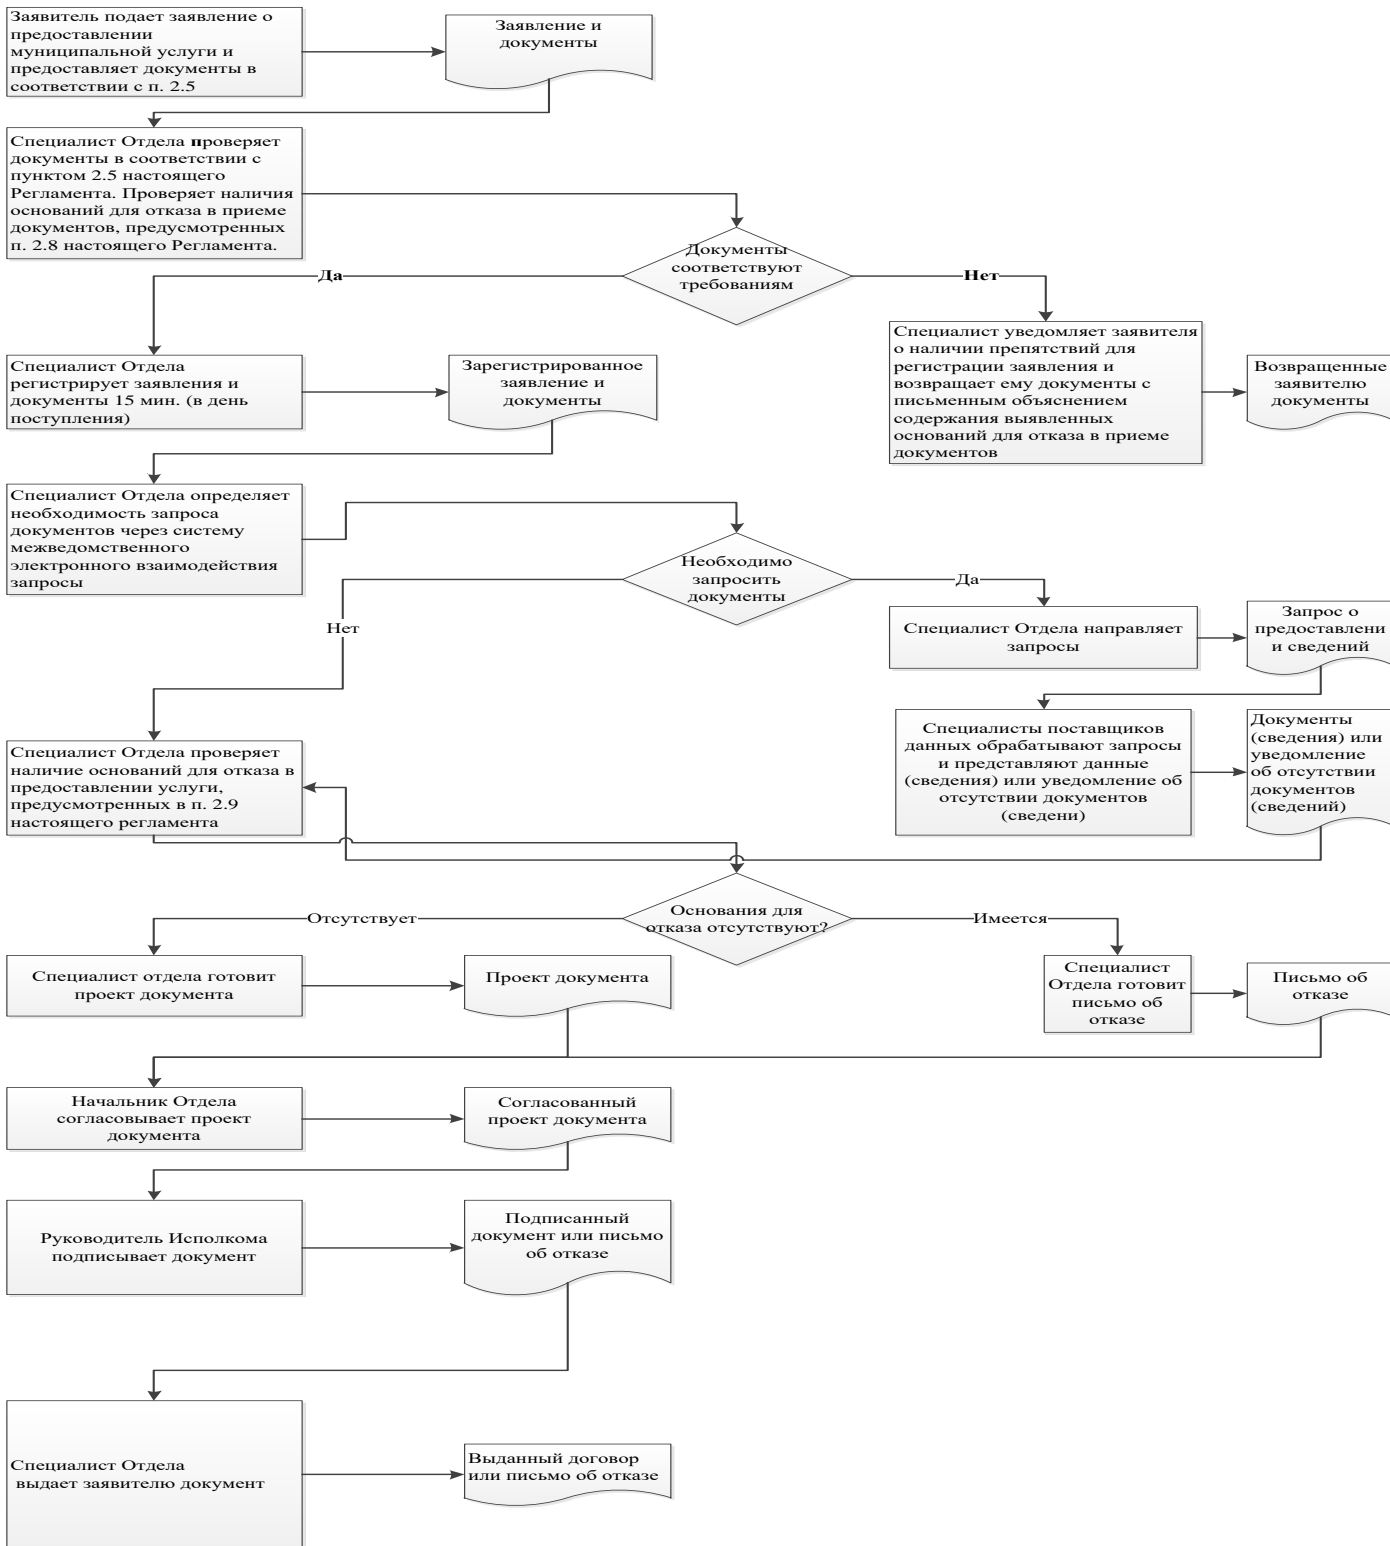 Заявитель подает заявление о
предоставлении
муниципальной услуги и
предоставляет документы в
соответствии с п. 2.5
Заявление и
документы
Специалист Отдела проверяет
документы в соответствии с
пунктом 2.5 настоящего
Регламента. Проверяет наличия
оснований для отказа в приеме
документов, предусмотренных
п. 2.8 настоящего Регламента.
Документы
соответствуют
требованиям
Да
Нет
Специалист Отдела
регистрирует заявления и
документы 15 мин. (в день
поступления)
Зарегистрированное
заявление и
документы
Специалист уведомляет заявителя
о наличии препятствий для
регистрации заявления и
возвращает ему документы с
письменным объяснением
содержания выявленных
оснований для отказа в приеме
документов
Возвращенные
заявителю
документы
Специалист Отдела определяет
необходимость запроса
документов через систему
межведомственного
электронного взаимодействия
запросы
Необходимо
запросить
документы
Да
Нет
Специалист Отдела направляет
запросы
Запрос о
предоставлени
и сведений
Специалисты поставщиков
данных обрабатывают запросы
и представляют данные
(сведения) или уведомление об
отсутствии документов
(сведени)
Документы
(сведения) или
уведомление
об отсутствии
документов
(сведений)
Специалист Отдела проверяет
наличие оснований для отказа в
предоставлении услуги,
предусмотренных в п. 2.9
настоящего регламента
Основания для
отказа отсутствуют?
Отсутствует
Имеется
Специалист отдела готовит
проект документа
Проект документа
Специалист
Отдела готовит
письмо об
отказе
Письмо об
отказе
Начальник Отдела
согласовывает проект
документа
Согласованный
проект документа
Руководитель Исполкома
подписывает документ
Подписанный
документ или письмо
об отказе
Специалист Отдела
выдает заявителю документ
Выданный договор
или письмо об отказе